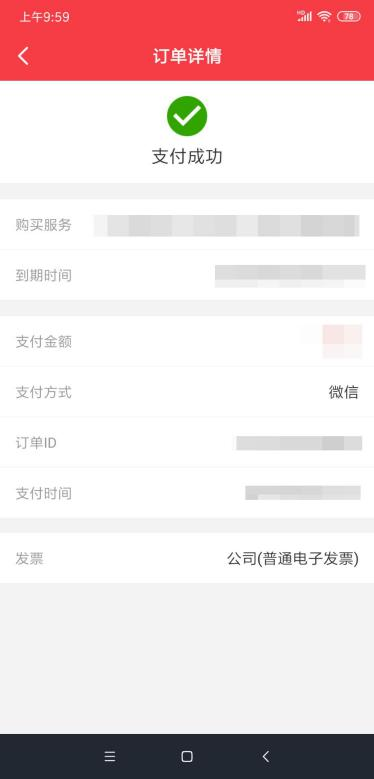 上午9:59
HD
78
订单详情
支付成功
购买服务
到期时间
支付金额
支付方式 微信
订单ID
支付时间
发票 公司(普通电子发票)